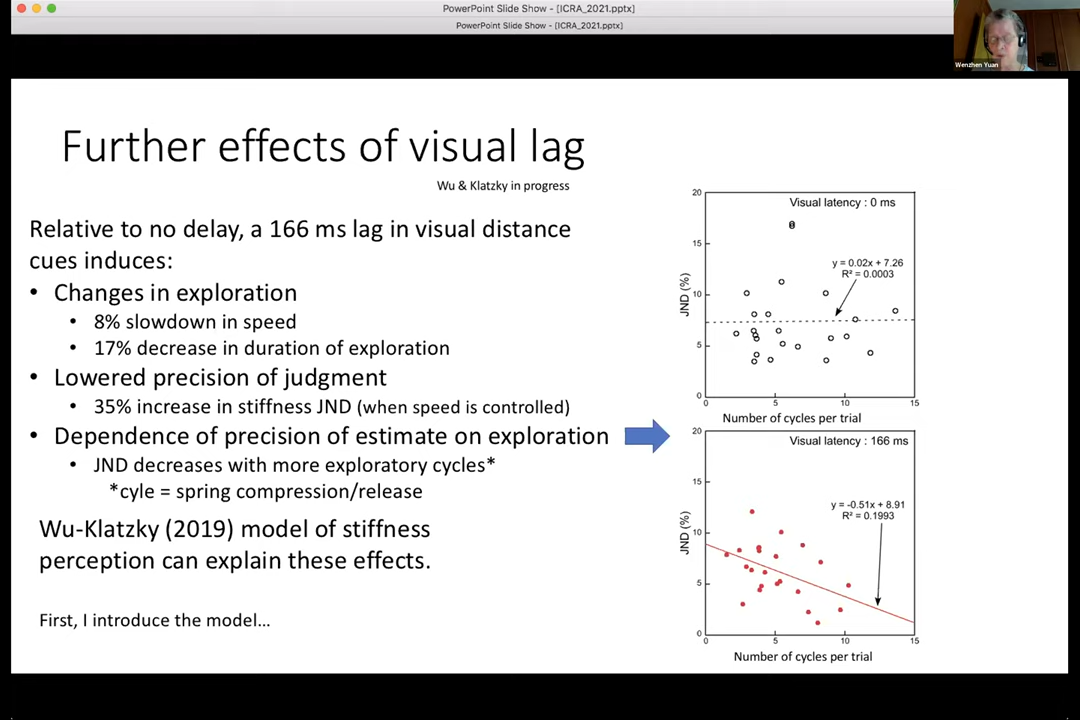 PowerPoint Slide Show - [ICRA_2021.pptx]
PowerPoint Slide Show - [ICRA_2021.pptx]
Wenzhen Yuan
Further effects of visual lag
Wu & Klatzky in progress
Relative to no delay, a 166 ms lag in visual distance
cues induces:
• Changes in exploration
• 8% slowdown in speed
• 17% decrease in duration of exploration
• Lowered precision of judgment
• 35% increase in stiffness JND (when speed is controlled)
• Dependence of precision of estimate on exploration
• JND decreases with more exploratory cycles*
*cyle = spring compression/release
Wu-Klatzky (2019) model of stiffness
perception can explain these effects.
First, I introduce the model...
Visual latency : 0 ms
y = 0.02x + 7.26
R² = 0.0003
JND (%)
20
15
10
5
0
0 5 10 15
Number of cycles per trial
Visual latency : 166 ms
y = -0.51x + 8.91
R² = 0.1993
JND (%)
20
15
10
5
0
0 5 10 15
Number of cycles per trial